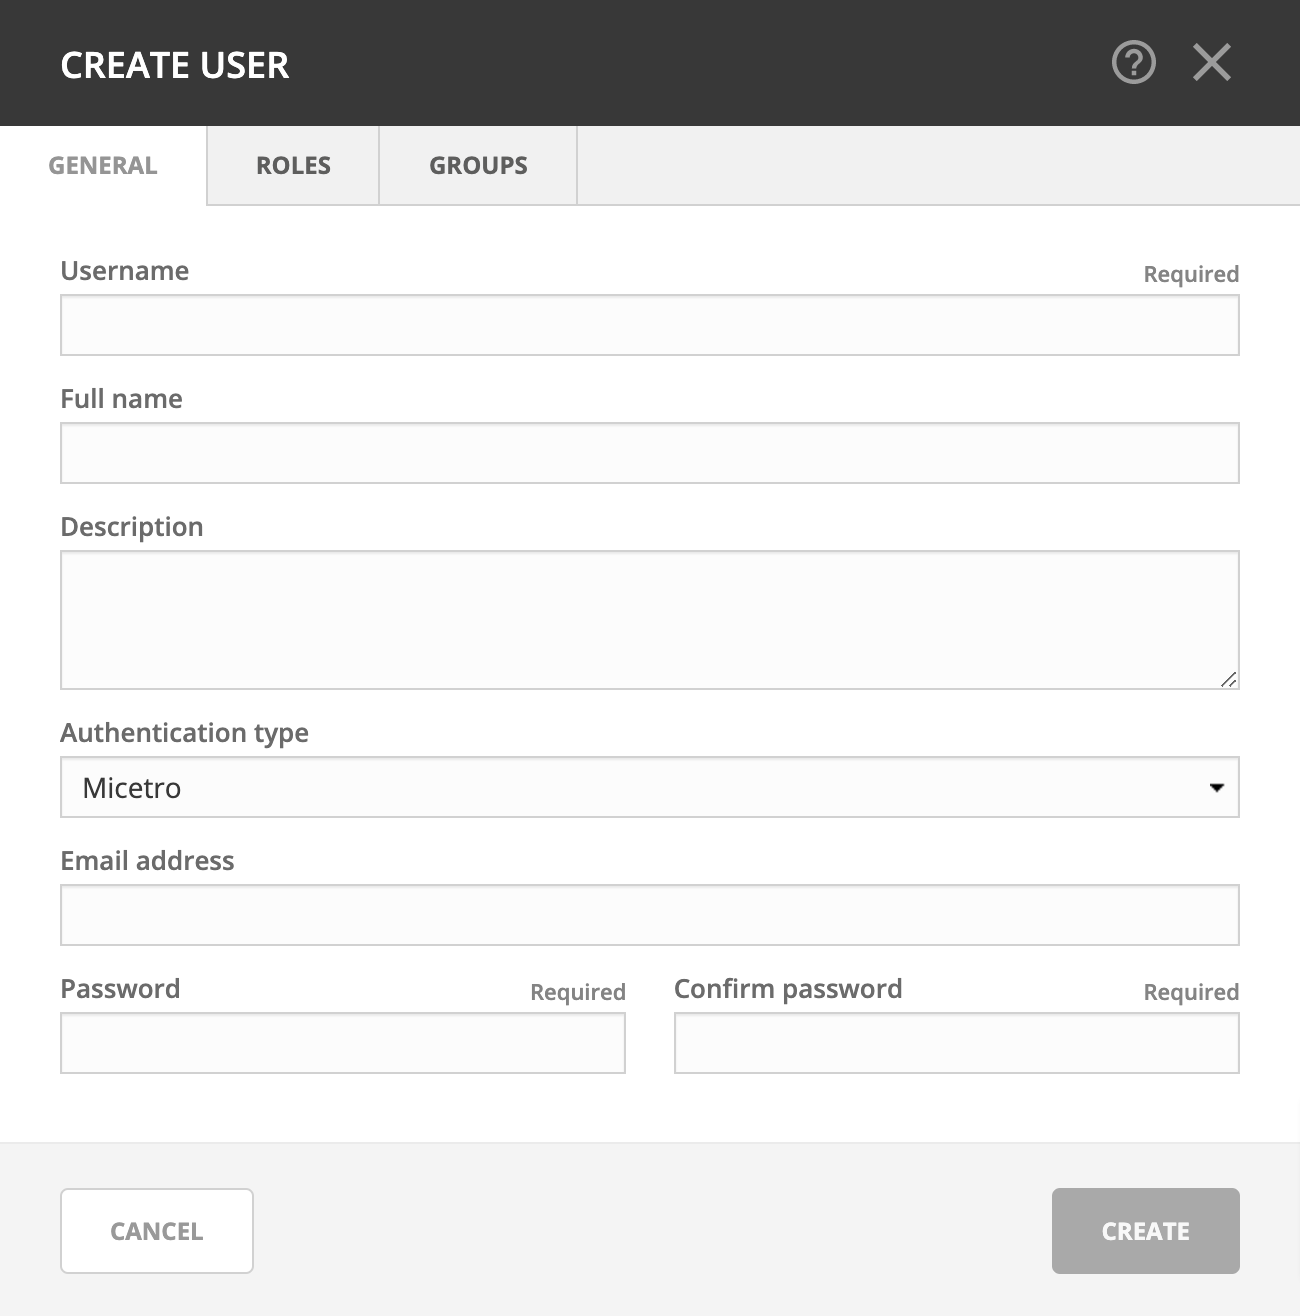 CREATE USER
GENERAL ROLES GROUPS
Username Required
Full name
Description
Authentication type
Micetro
Email address
Password Required Confirm password Required
CANCEL CREATE